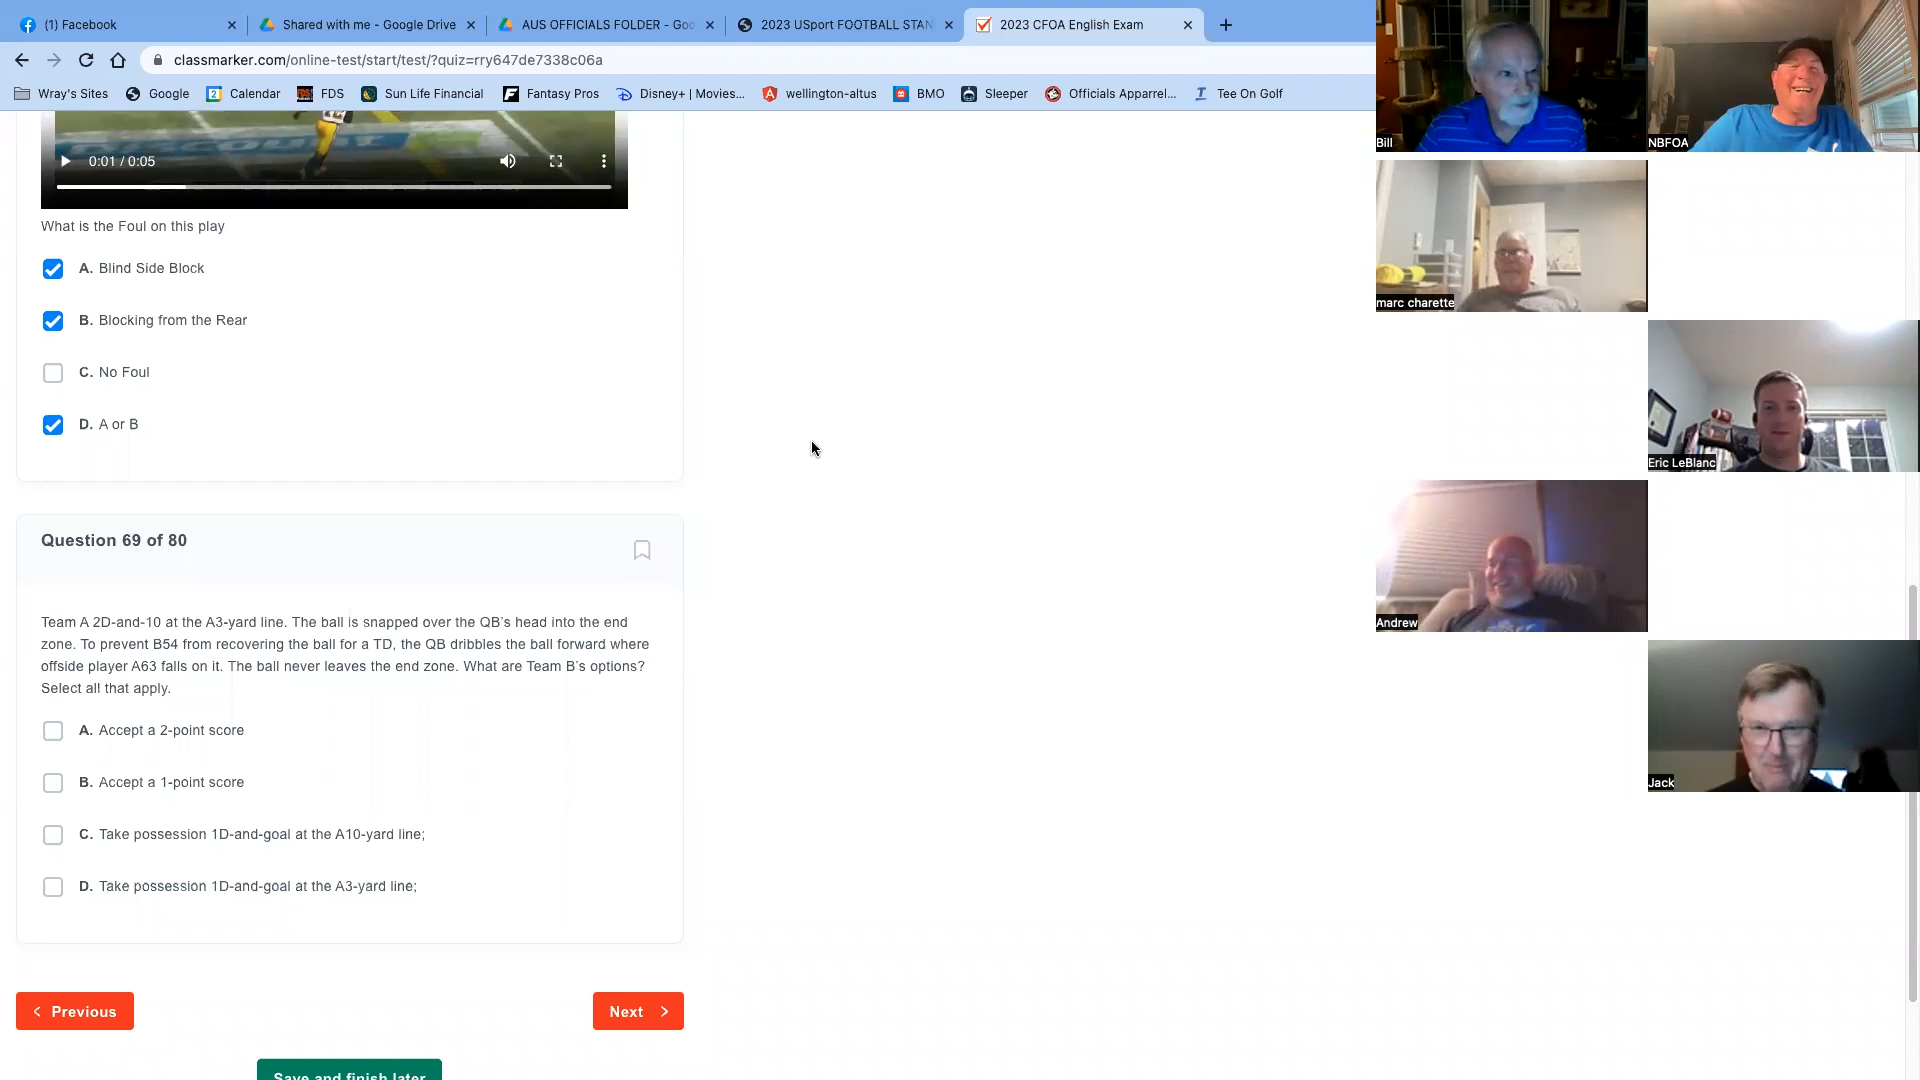 (1) Facebook
Shared with me - Google Drive
AUS OFFICIALS FOLDER - Goo
2023 USport FOOTBALL STAN
2023 CFOA English Exam
classmarker.com/online-test/start/test/?quiz=rry647de7338c06a
Wray's Sites
Google
2
Calendar
FDS
Sun Life Financial
Fantasy Pros
Disney+ | Movies...
wellington-altus
BMO
Sleeper
Officials Apparrel...
Tee On Golf
0:01 / 0:05
What is the Foul on this play
A. Blind Side Block
B. Blocking from the Rear
C. No Foul
D. A or B
Question 69 of 80
Team A 2D-and-10 at the A3-yard line. The ball is snapped over the QB's head into the end
zone. To prevent B54 from recovering the ball for a TD, the QB dribbles the ball forward where
offside player A63 falls on it. The ball never leaves the end zone. What are Team B's options?
Select all that apply.
A. Accept a 2-point score
B. Accept a 1-point score
C. Take possession 1D-and-goal at the A10-yard line;
D. Take possession 1D-and-goal at the A3-yard line;
Previous
Next
Save and finish later
Bill
NBFOA
marc charette
Eric LeBlanc
Andrew
Jack